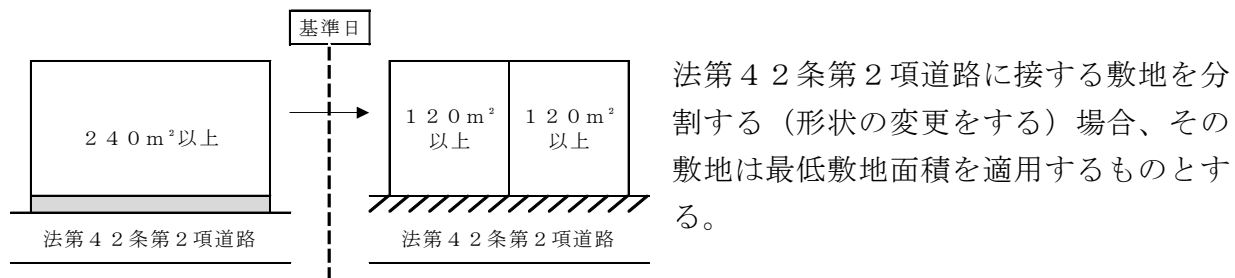 基準日
240m²以上
120m²
以上
120m²
以上
法第42条第2項道路
法第42条第2項道路
法第42条第2項道路に接する敷地を分
割する(形状の変更をする)場合、その
敷地は最低敷地面積を適用するものとす
る。